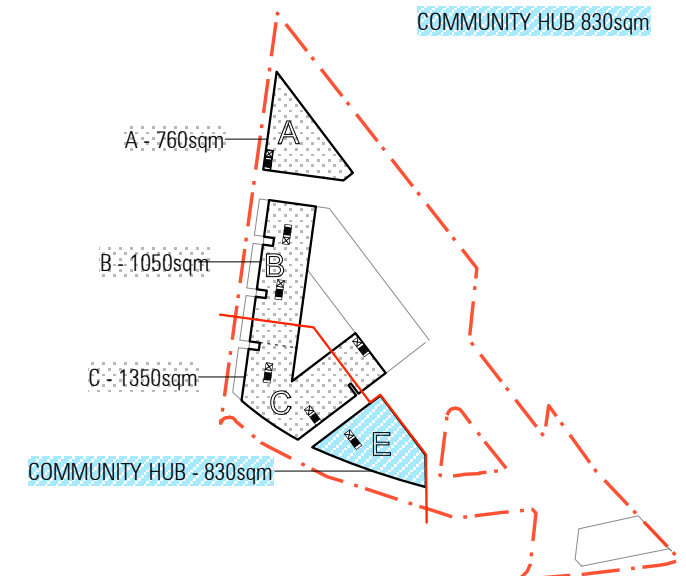 COMMUNITY HUB 830sqm
A
A - 760sqm
B
B - 1050sqm
C - 1350sqm
C
E
COMMUNITY HUB - 830sqm